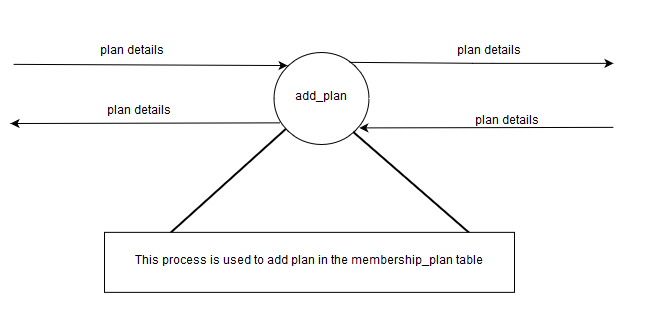 plan details
plan details
add_plan
plan details
plan details
This process is used to add plan in the membership_plan table